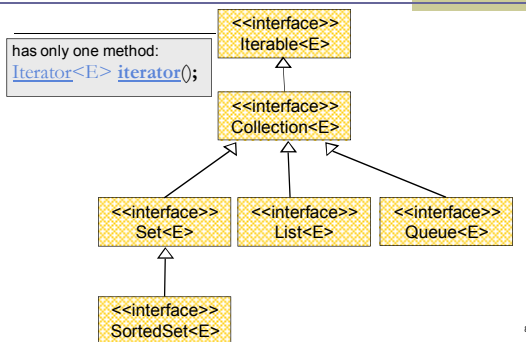 <<interface>>
Iterable<E>
has only one method:
Iterator<E> iterator();
<<interface>>
Collection<E>
<<interface>>
Set<E>
<<interface>>
List<E>
<<interface>>
Queue<E>
<<interface>>
SortedSet<E>